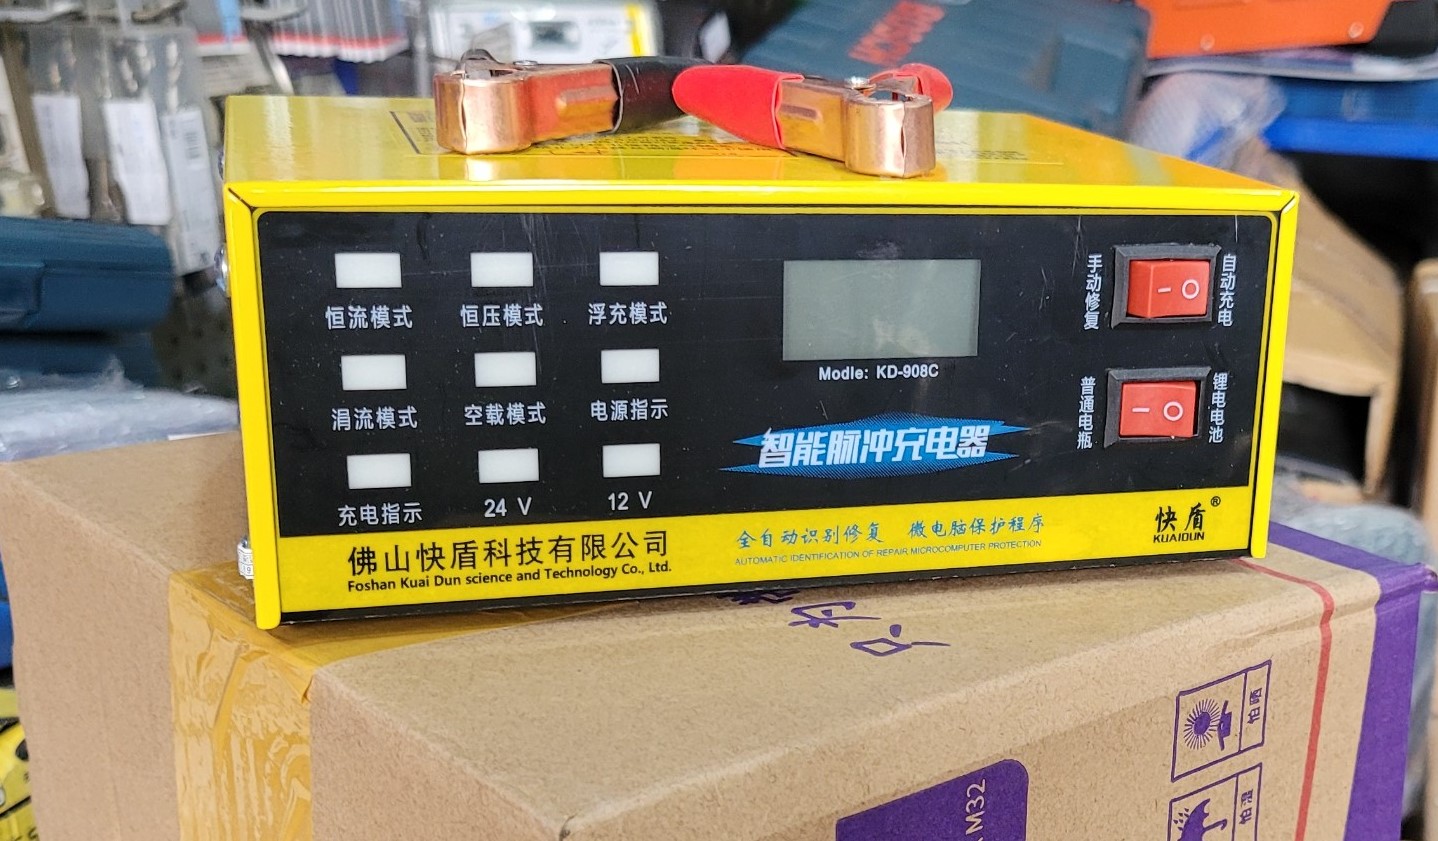 恒流模式
恒压模式
浮充模式
涓流模式
空载模式
电源指示
充电指示
24 V
12 V
Modle: KD-908C
智能脉冲充电器
手动修复
自动充电
普通电瓶
锂电电池
佛山快盾科技有限公司
Foshan Kuai Dun science and Technology Co., Ltd.
全自动识别修复 微电脑保护程序
AUTOMATIC IDENTIFICATION OF REPAIR MICROCOMPUTER PROTECTION
快盾®
KUAIDUN
怕晒
怕湿
M32